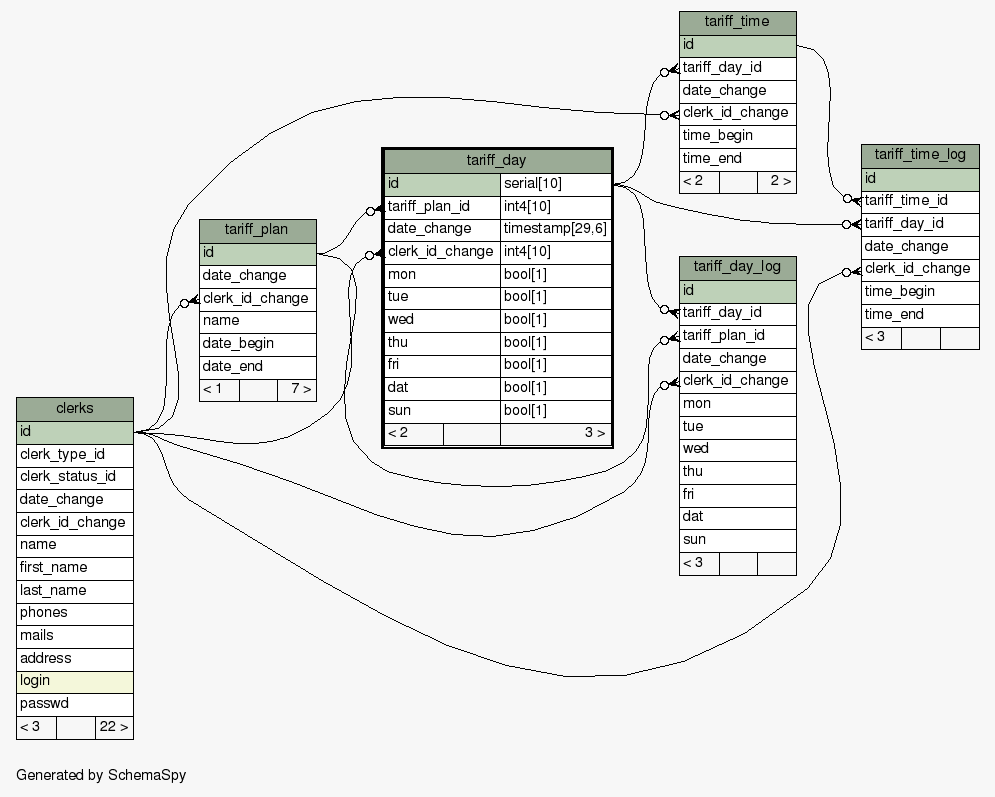 tariff_time
id
tariff_day_id
date_change
clerk_id_change
time_begin
time_end
< 2 2 >
tariff_time_log
id
tariff_time_id
tariff_day_id
date_change
clerk_id_change
time_begin
time_end
< 3
tariff_day
id serial[10]
tariff_plan_id int4[10]
date_change timestamp[29,6]
clerk_id_change int4[10]
mon bool[1]
tue bool[1]
wed bool[1]
thu bool[1]
fri bool[1]
dat bool[1]
sun bool[1]
< 2 3 >
tariff_plan
id
date_change
clerk_id_change
name
date_begin
date_end
< 1 7 >
tariff_day_log
id
tariff_day_id
tariff_plan_id
date_change
clerk_id_change
mon
tue
wed
thu
fri
dat
sun
< 3
clerks
id
clerk_type_id
clerk_status_id
date_change
clerk_id_change
name
first_name
last_name
phones
mails
address
login
passwd
< 3 22 >
Generated by SchemaSpy